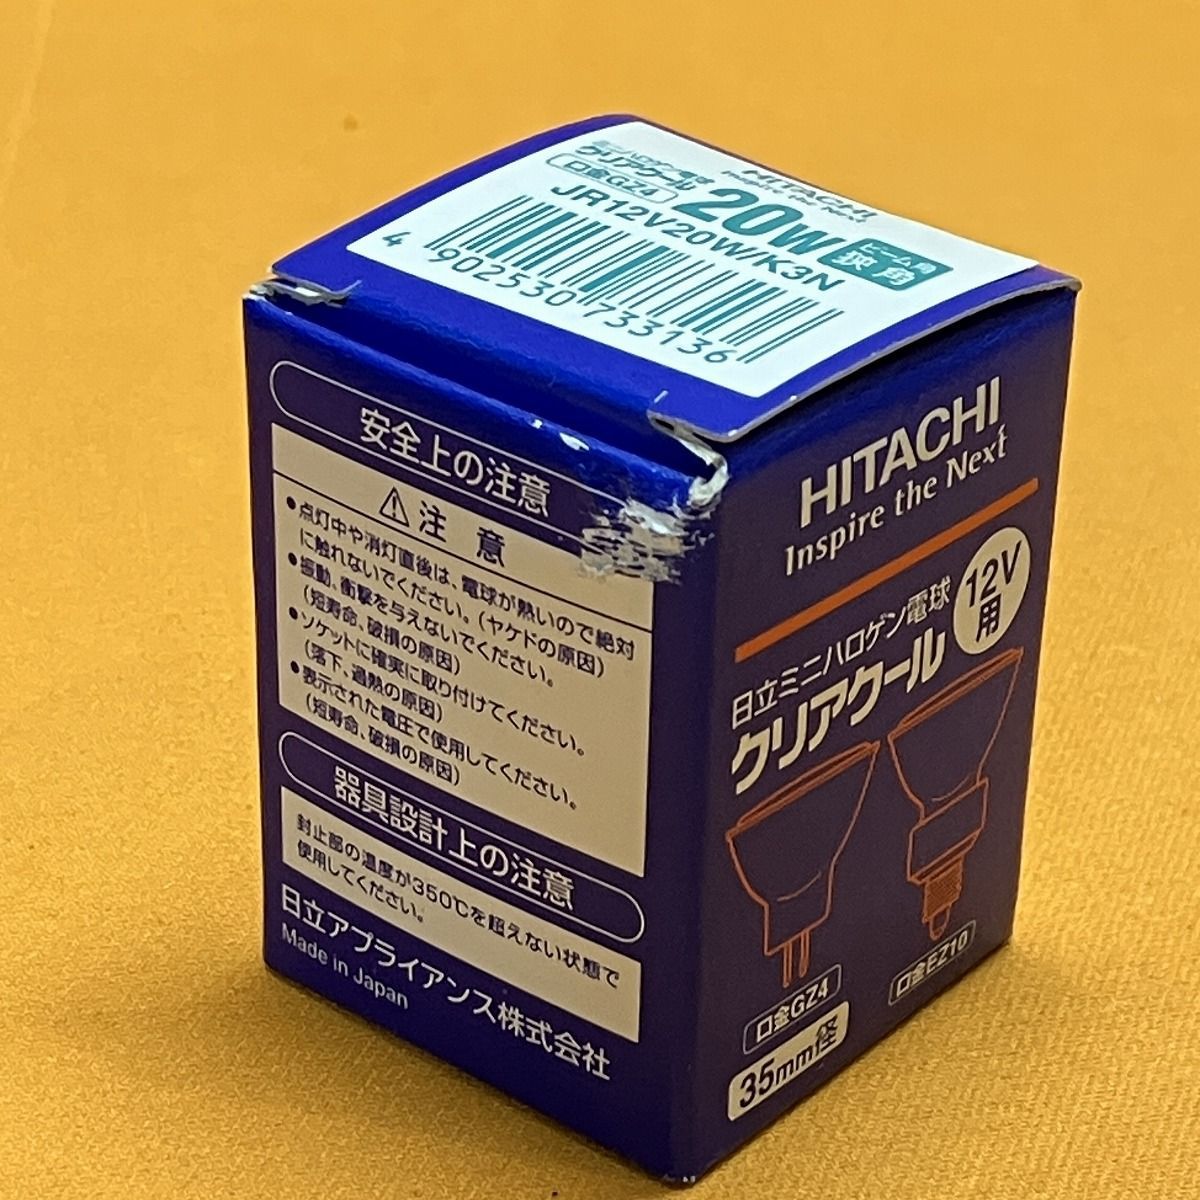 HITACHI
Inspire the Next
ミニハロゲン電球
クリアクール
口金GZ4
20W
ビーム角
狭角
JR12V20W/K3N
4 902530 733136
安全上の注意
⚠注 意
●点灯中や消灯直後は、電球が熱いので絶対
に触れないでください。(ヤケドの原因)
●振動、衝撃を与えないでください。
(短寿命、破損の原因)
●ソケットに確実に取り付けてください。
(落下、過熱の原因)
●表示された電圧で使用してください。
(短寿命、破損の原因)
器具設計上の注意
封止部の温度が350℃を超えない状態で
使用してください。
日立アプライアンス株式会社
Made in Japan
HITACHI
Inspire the Next
12V
用
日立ミニハロゲン電球
クリアクール
口金GZ4
口金EZ10
35mm径